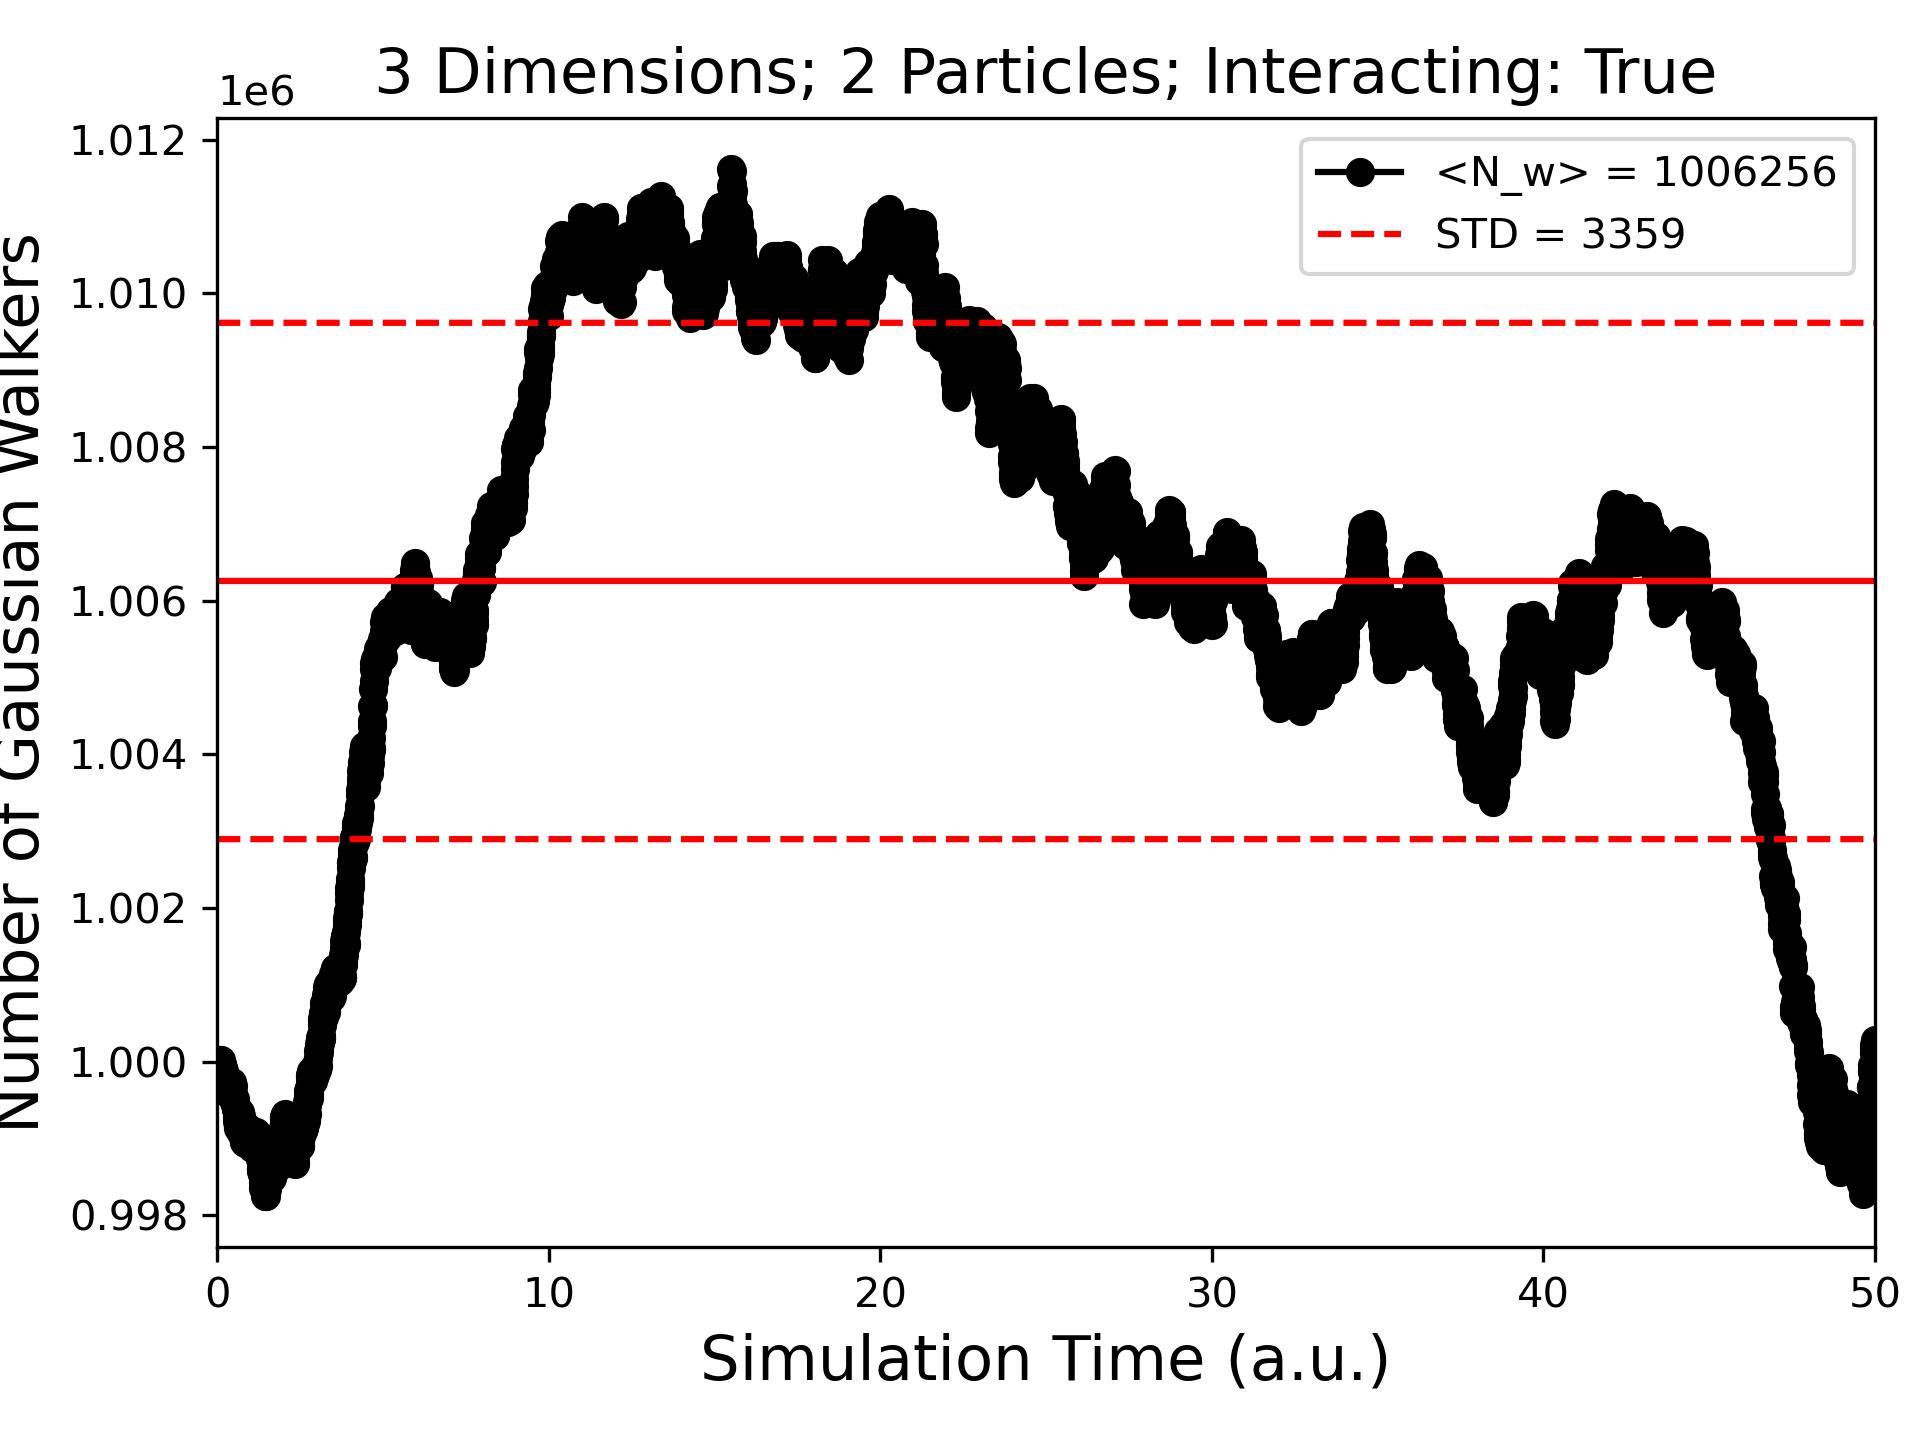 3 Dimensions; 2 Particles; Interacting: True
1e6
1.012
1.010
1.008
1.006
1.004
1.002
1.000
0.998
Number of Gaussian Walkers
<N_w> = 1006256
STD = 3359
0 10 20 30 40 50
Simulation Time (a.u.)